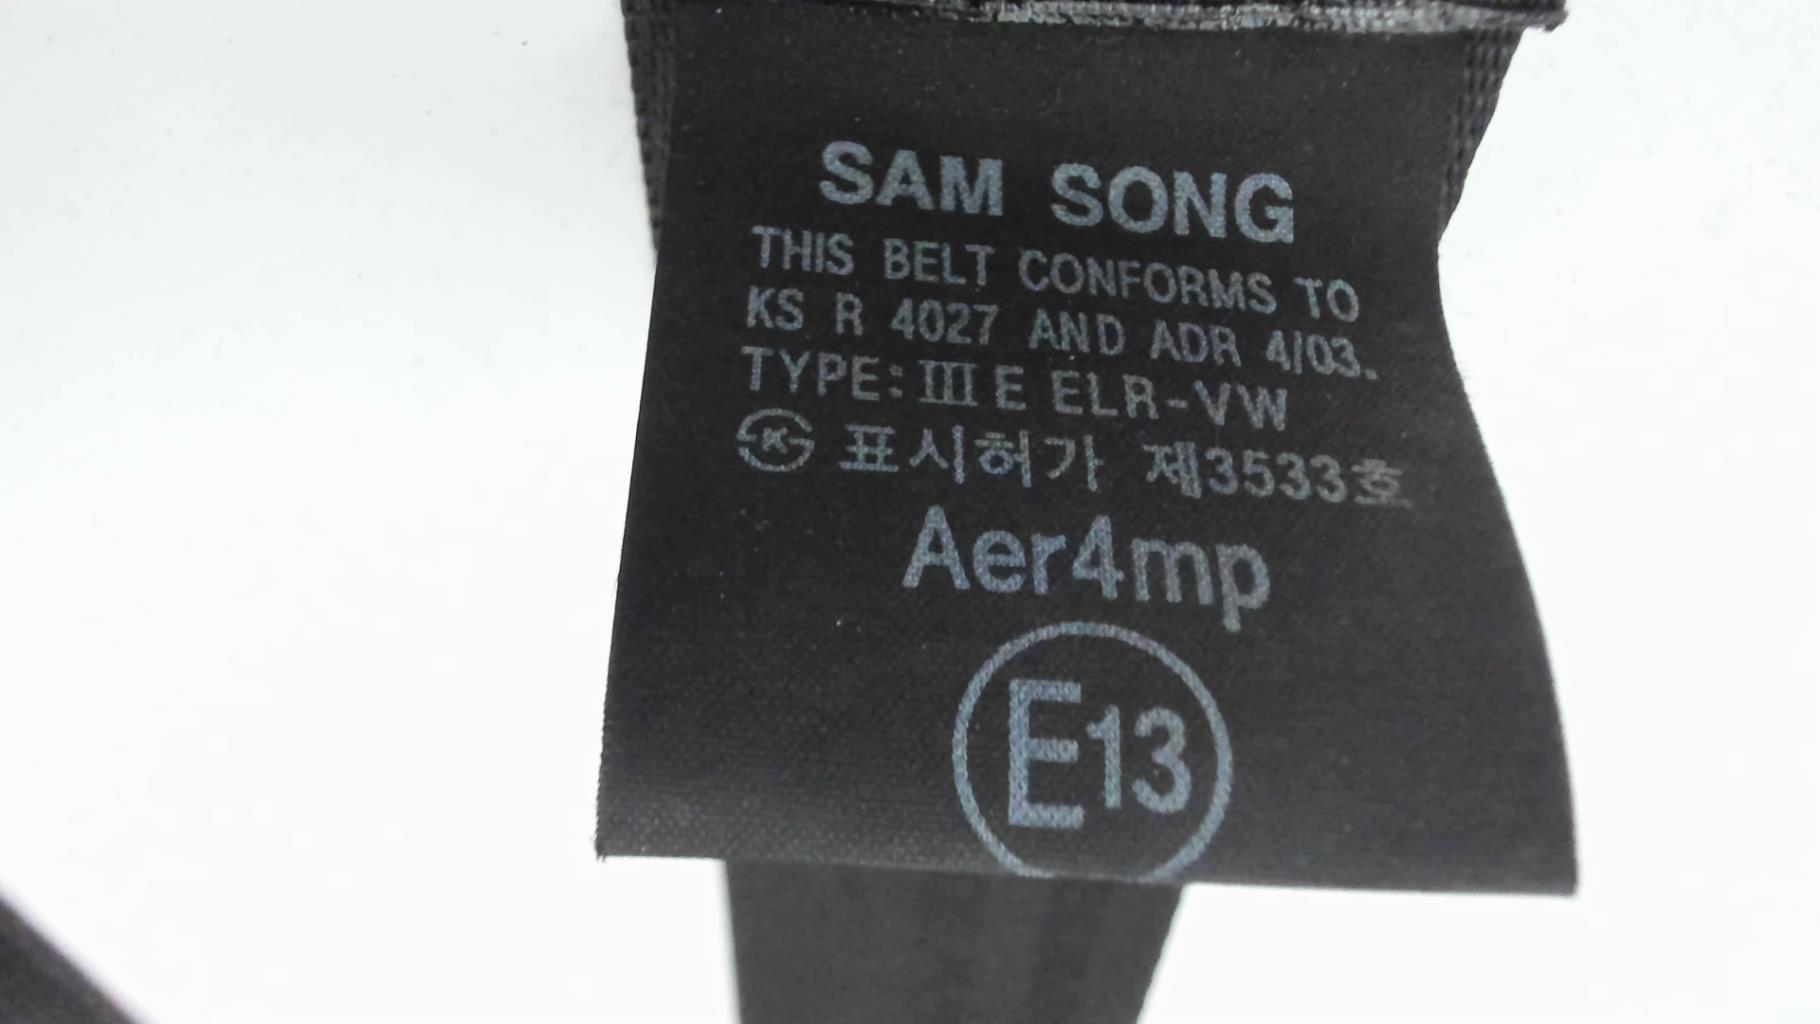 SAM SONG
THIS BELT CONFORMS TO
KS R 4027 AND ADR 4/03.
TYPE: III E ELR-VW
K 표시허가 제3533호
Aer4mp
E13